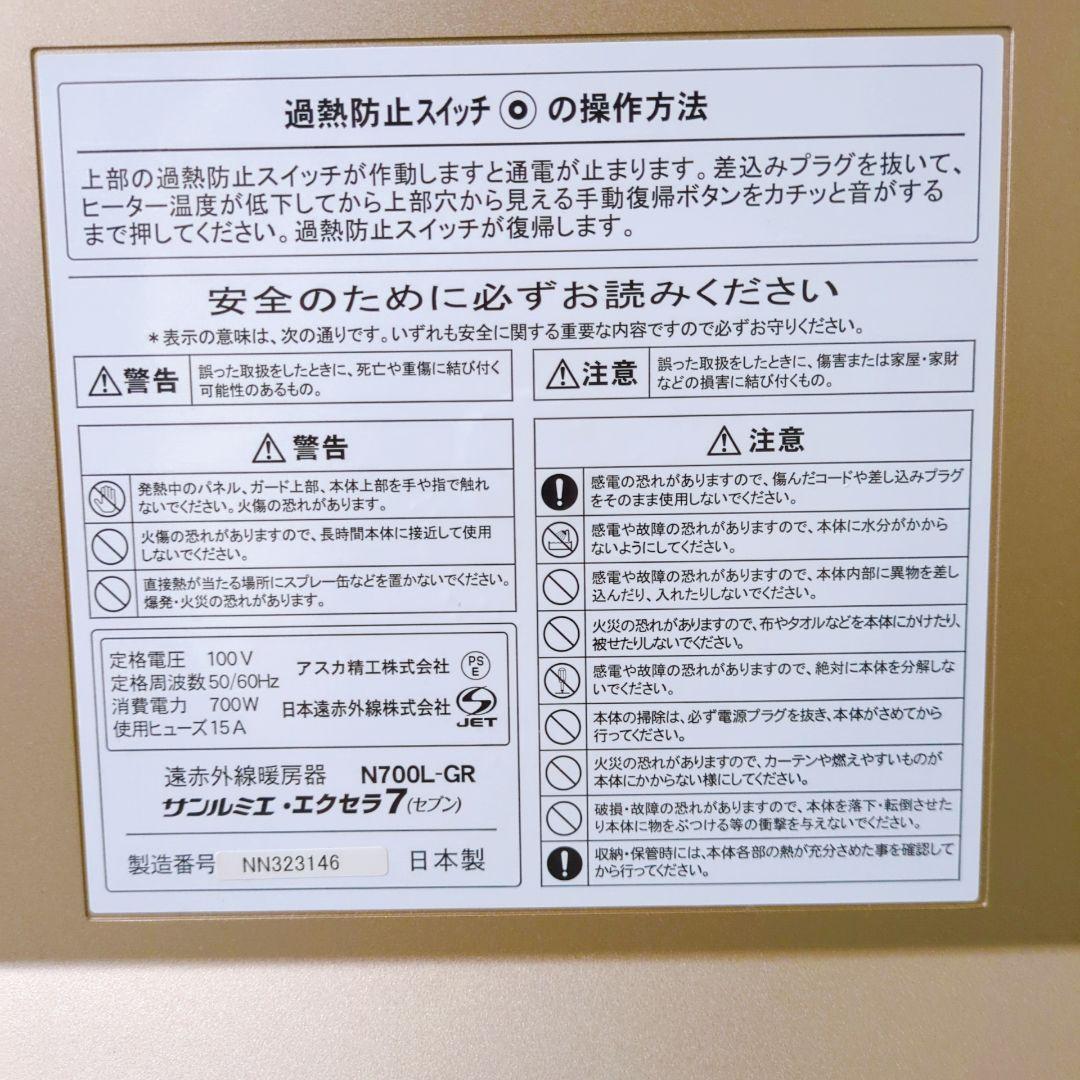 過熱防止スイッチ の操作方法
上部の過熱防止スイッチが作動しますと通電が止まります。差込みプラグを抜いて、
ヒーター温度が低下してから上部穴から見える手動復帰ボタンをカチッと音がする
まで押してください。過熱防止スイッチが復帰します。
安全のために必ずお読みください
*表示の意味は、次の通りです。いずれも安全に関する重要な内容ですので必ずお守りください。
警告
誤った取扱をしたときに、死亡や重傷に結び付く
可能性のあるもの。
注意
誤った取扱をしたときに、傷害または家屋・家財
などの損害に結び付くもの。
警告
発熱中のパネル、ガード上部、本体上部を手や指で触れ
ないでください。火傷の恐れがあります。
火傷の恐れがありますので、長時間本体に接近して使用
しないでください。
直接熱が当たる場所にスプレー缶などを置かないでください。
爆発・火災の恐れがあります。
注意
感電の恐れがありますので、傷んだコードや差し込みプラグ
をそのまま使用しないでください。
感電や故障の恐れがありますので、本体に水分がかから
ないようにしてください。
感電や故障の恐れがありますので、本体内部に異物を差し
込んだり、入れたりしないでください。
火災の恐れがありますので、布やタオルなどを本体にかけたり、
被せたりしないでください。
感電や故障の恐れがありますので、絶対に本体を分解しな
いでください。
本体の掃除は、必ず電源プラグを抜き、本体がさめてから
行ってください。
火災の恐れがありますので、カーテンや燃えやすいものが
本体にかからない様にしてください。
破損・故障の恐れがありますので、本体を落下・転倒させた
り本体に物をぶつける等の衝撃を与えないでください。
収納・保管時には、本体各部の熱が充分さめた事を確認して
から行ってください。
定格電圧 100V
定格周波数 50/60Hz
消費電力 700W
使用ヒューズ 15A
アスカ精工株式会社
PS
E
日本遠赤外線株式会社
JET
遠赤外線暖房器 N700L-GR
サンルミエ・エクセラ7(セブン)
製造番号 NN323146 日本製